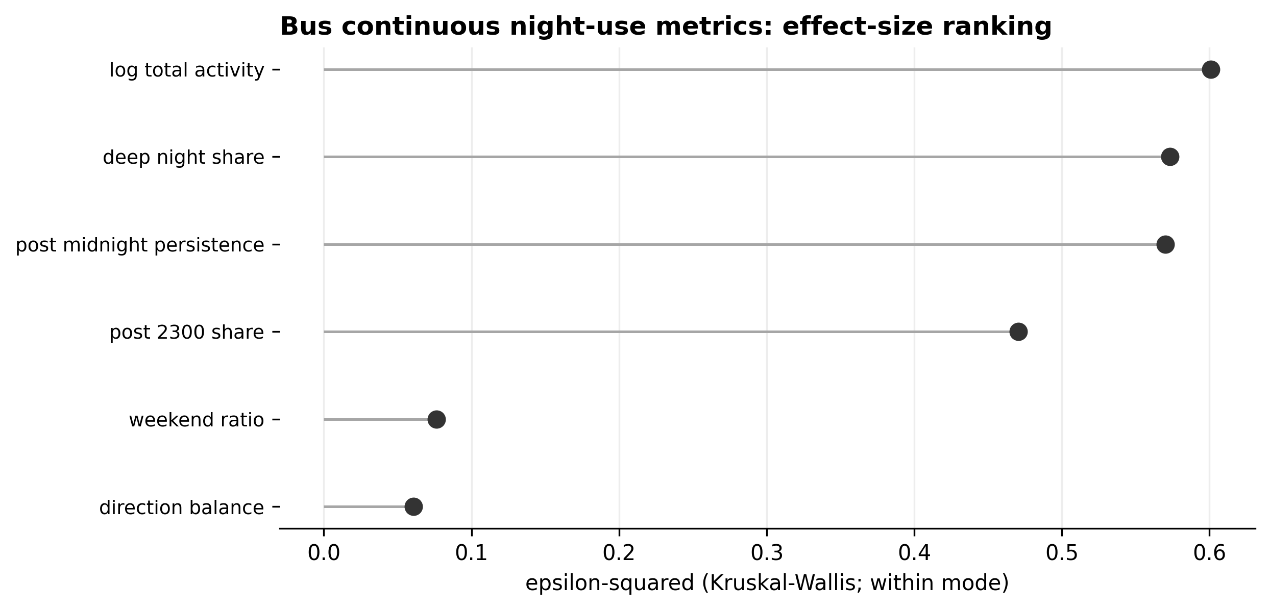 Bus continuous night-use metrics: effect-size ranking
log total activity
deep night share
post midnight persistence
post 2300 share
weekend ratio
direction balance
0.0 0.1 0.2 0.3 0.4 0.5 0.6
epsilon-squared (Kruskal-Wallis; within mode)